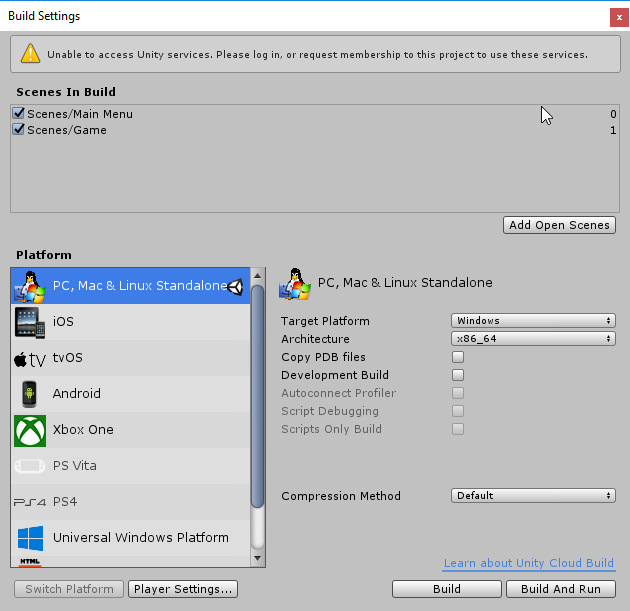 Build Settings
x
Unable to access Unity services. Please log in, or request membership to this project to use these services.
Scenes In Build
Scenes/Main Menu 0
Scenes/Game 1
Add Open Scenes
Platform
PC, Mac & Linux Standalone
iOS
tv tvOS
Android
Xbox One
PS Vita
PS4 PS4
Universal Windows Platform
HTML
PC, Mac & Linux Standalone
Target Platform Windows
Architecture x86_64
Copy PDB files
Development Build
Autoconnect Profiler
Script Debugging
Scripts Only Build
Compression Method Default
Learn about Unity Cloud Build
Switch Platform Player Settings... Build Build And Run